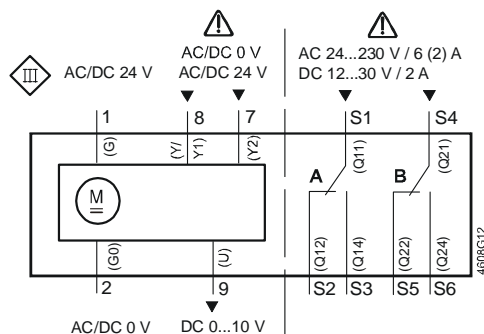 AC/DC 0 V
AC 24...230 V / 6 (2) A
III AC/DC 24 V AC/DC 24 V
DC 12...30 V / 2 A
1 8 7 S1 S4
(G) (Y/ Y1) (Y2) (Q11) (Q21)
A B
M
(G0) (U) (Q12) (Q14) (Q22) (Q24)
2 9 S2 S3 S5 S6
AC/DC 0 V DC 0...10 V
4608G12